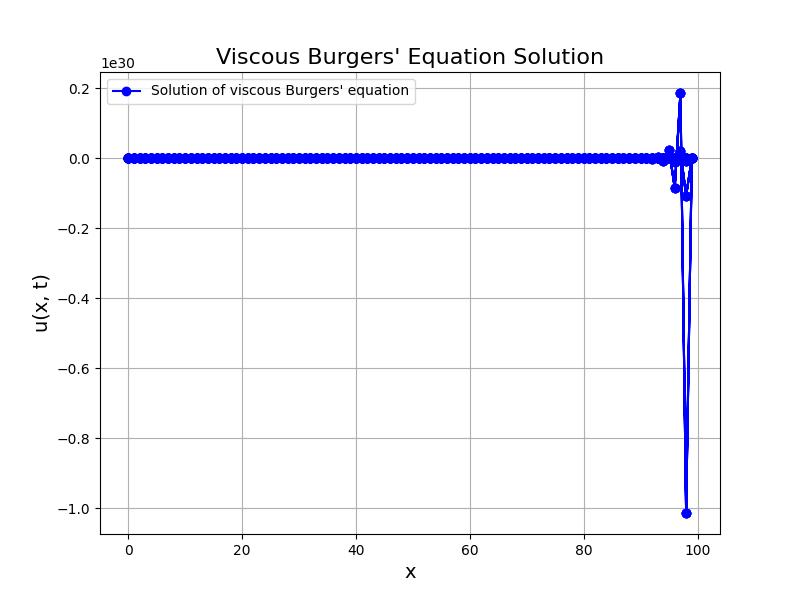 Viscous Burgers' Equation Solution
1e30
Solution of viscous Burgers' equation
0.2
0.0
−0.2
−0.4
−0.6
−0.8
−1.0
u(x, t)
0 20 40 60 80 100
x